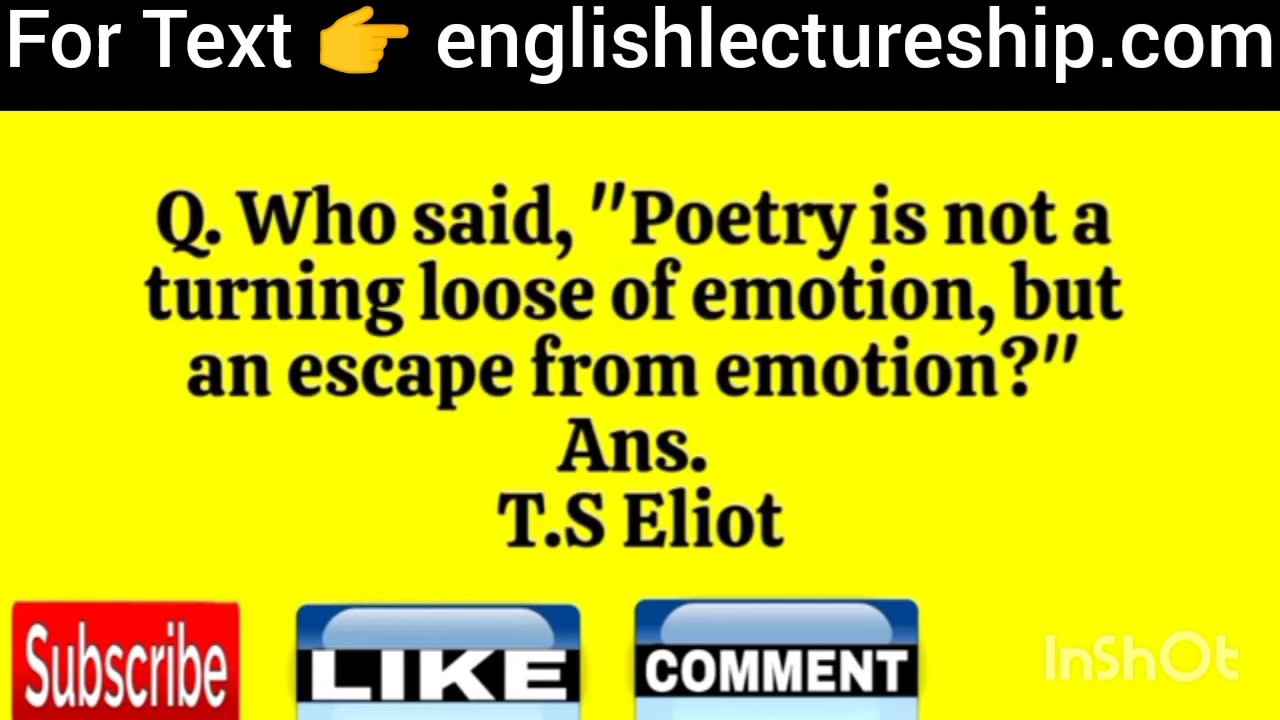 For Text 👉 englishlectureship.com
Q. Who said, "Poetry is not a
turning loose of emotion, but
an escape from emotion?"
Ans.
T.S Eliot
Subscribe
LIKE
COMMENT
InShOt